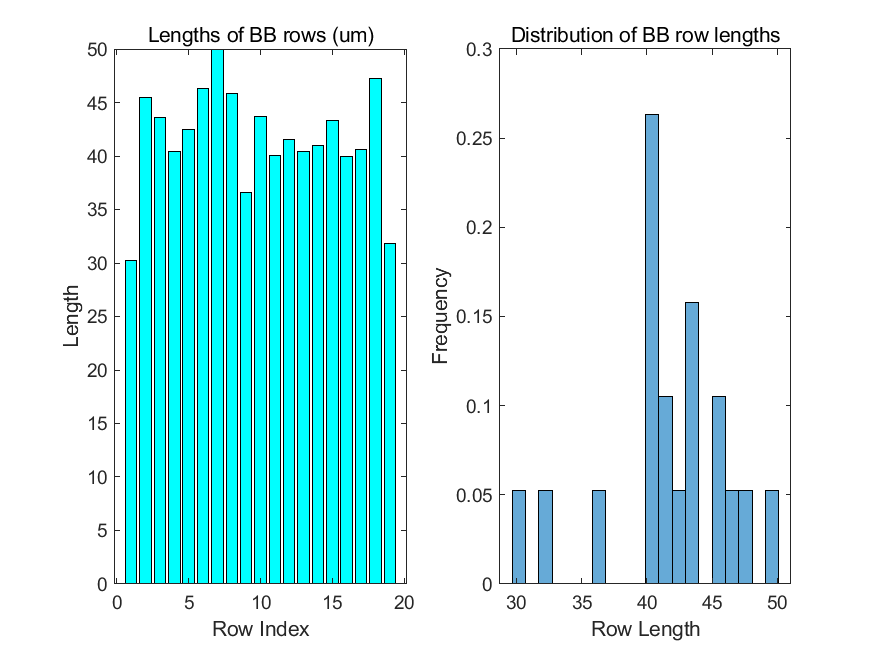 Lengths of BB rows (um)
50
45
40
35
30
25
20
15
10
5
0
Length
0 5 10 15 20
Row Index
Distribution of BB row lengths
0.3
0.25
0.2
0.15
0.1
0.05
0
Frequency
30 35 40 45 50
Row Length